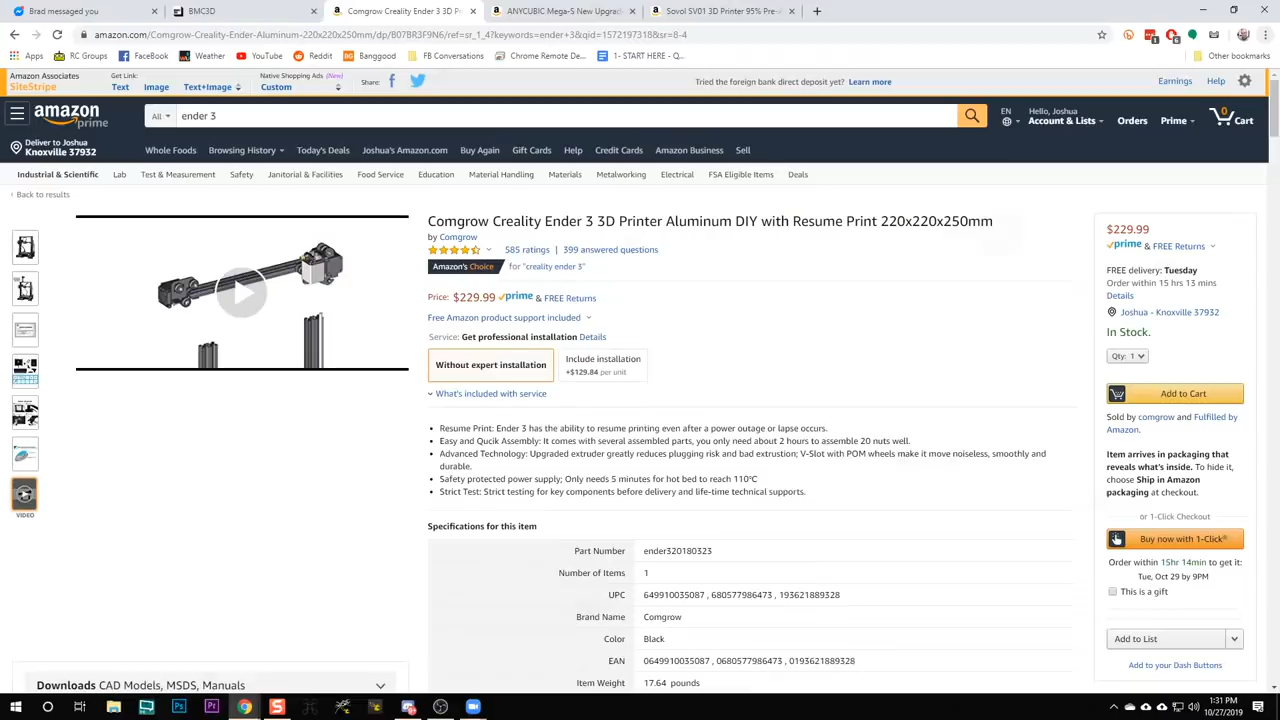 Brad messaged you
BMC3D
Comgrow Creality Ender 3 3D Pr
ANYCUBIC Mega-S New Upgrade
Sovol SV01 3D Printer 95% Pre-A
amazon.com/Comgrow-Creality-Ender-Aluminum-220x220x250mm/dp/B07BR3F9N6/ref=sr_1_4?keywords=ender+3&qid=1572197318&sr=8-4
Apps RC Groups FaceBook Weather YouTube Reddit Banggood FB Conversations Chrome Remote De... 1- START HERE - Q... Other bookmarks
Amazon Associates
SiteStripe
Get Link:
Text Image Text+Image
Native Shopping Ads (New)
Custom
Share:
Tried the foreign bank direct deposit yet? Learn more
Earnings Help
amazon prime
All ender 3
EN
Hello, Joshua
Account & Lists Orders Prime 0 Cart
Deliver to Joshua
Knoxville 37932
Whole Foods Browsing History Today's Deals Joshua's Amazon.com Buy Again Gift Cards Help Credit Cards Amazon Business Sell
Industrial & Scientific Lab Test & Measurement Safety Janitorial & Facilities Food Service Education Material Handling Materials Metalworking Electrical FSA Eligible Items Deals
‹ Back to results
VIDEO
Comgrow Creality Ender 3 3D Printer Aluminum DIY with Resume Print 220x220x250mm
by Comgrow
585 ratings | 399 answered questions
Amazon's Choice for "creality ender 3"
Price: $229.99 prime & FREE Returns
Free Amazon product support included
Service: Get professional installation Details
Without expert installation
Include installation
+$129.84 per unit
What's included with service
• Resume Print: Ender 3 has the ability to resume printing even after a power outage or lapse occurs.
• Easy and Qucik Assembly: It comes with several assembled parts, you only need about 2 hours to assemble 20 nuts well.
• Advanced Technology: Upgraded extruder greatly reduces plugging risk and bad extrustion; V-Slot with POM wheels make it move noiseless, smoothly and
durable.
• Safety protected power supply; Only needs 5 minutes for hot bed to reach 110℃
• Strict Test: Strict testing for key components before delivery and life-time technical supports.
Specifications for this item
Part Number ender320180323
Number of Items 1
UPC 649910035087 , 680577986473 , 193621889328
Brand Name Comgrow
Color Black
EAN 0649910035087 , 0680577986473 , 0193621889328
Item Weight 17.64 pounds
Downloads CAD Models, MSDS, Manuals
$229.99
prime & FREE Returns
FREE delivery: Tuesday
Order within 15 hrs 13 mins
Details
Joshua - Knoxville 37932
In Stock.
Qty: 1
Add to Cart
Sold by comgrow and Fulfilled by
Amazon.
Item arrives in packaging that
reveals what's inside. To hide it,
choose Ship in Amazon
packaging at checkout.
or 1-Click Checkout
Buy now with 1-Click®
Order within 15hr 14min to get it:
Tue, Oct 29 by 9PM
This is a gift
Add to List
Add to your Dash Buttons
1:31 PM
10/27/2019